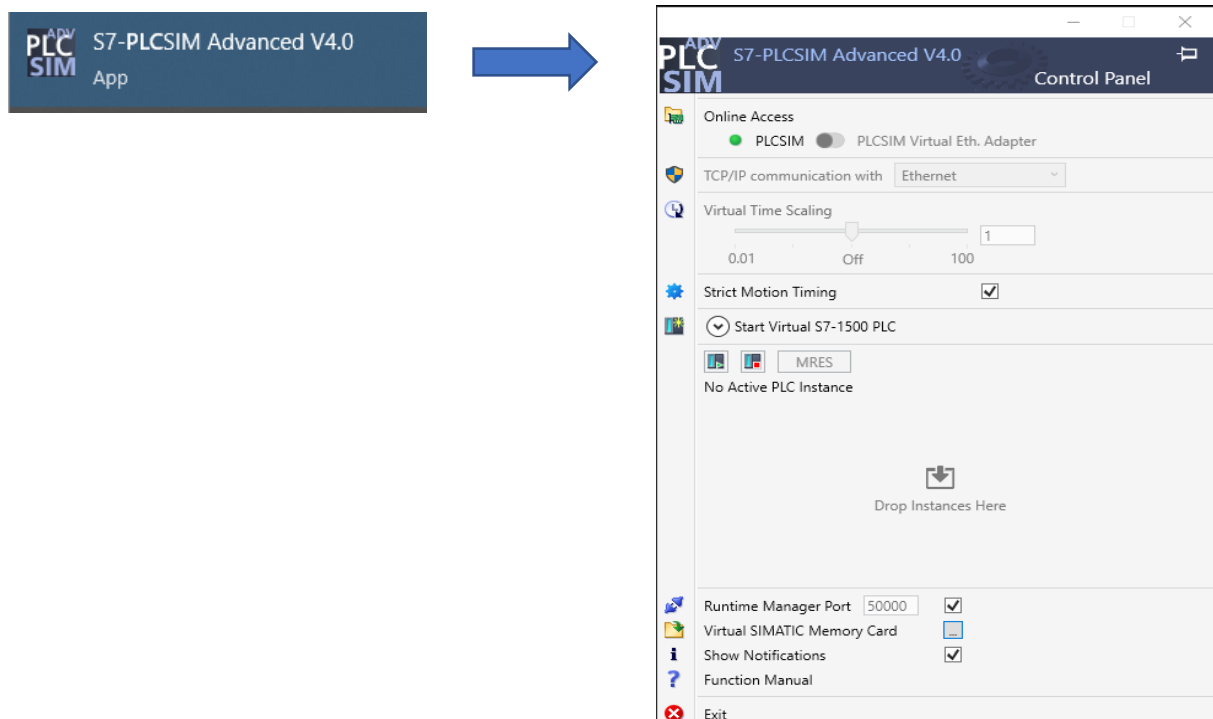 PLC ADV SIM
S7-PLCSIM Advanced V4.0
App
PLC ADV SIM
S7-PLCSIM Advanced V4.0
Control Panel
Online Access
PLCSIM PLCSIM Virtual Eth. Adapter
TCP/IP communication with Ethernet
Virtual Time Scaling
1
0.01 Off 100
Strict Motion Timing
Start Virtual S7-1500 PLC
MRES
No Active PLC Instance
Drop Instances Here
Runtime Manager Port 50000
Virtual SIMATIC Memory Card ...
Show Notifications
Function Manual
Exit